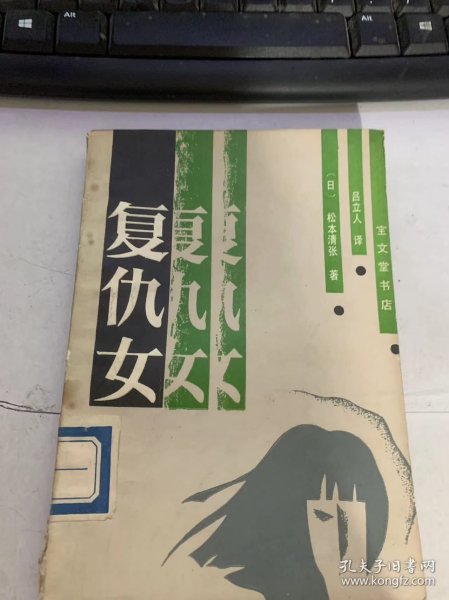 Alt
Alt
复仇女
复仇女
复仇女
〔日〕松本清张 著
吕立人 译
宝文堂书店
一
孔夫子旧书网
www.kongfz.com